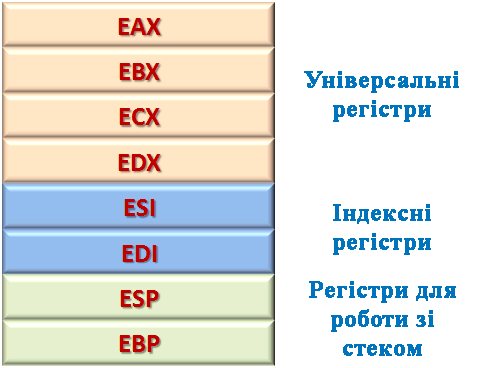 EAX
EBX
ECX
EDX
Універсальні
регістри
ESI
EDI
Індексні
регістри
ESP
EBP
Регістри для
роботи зі
стеком